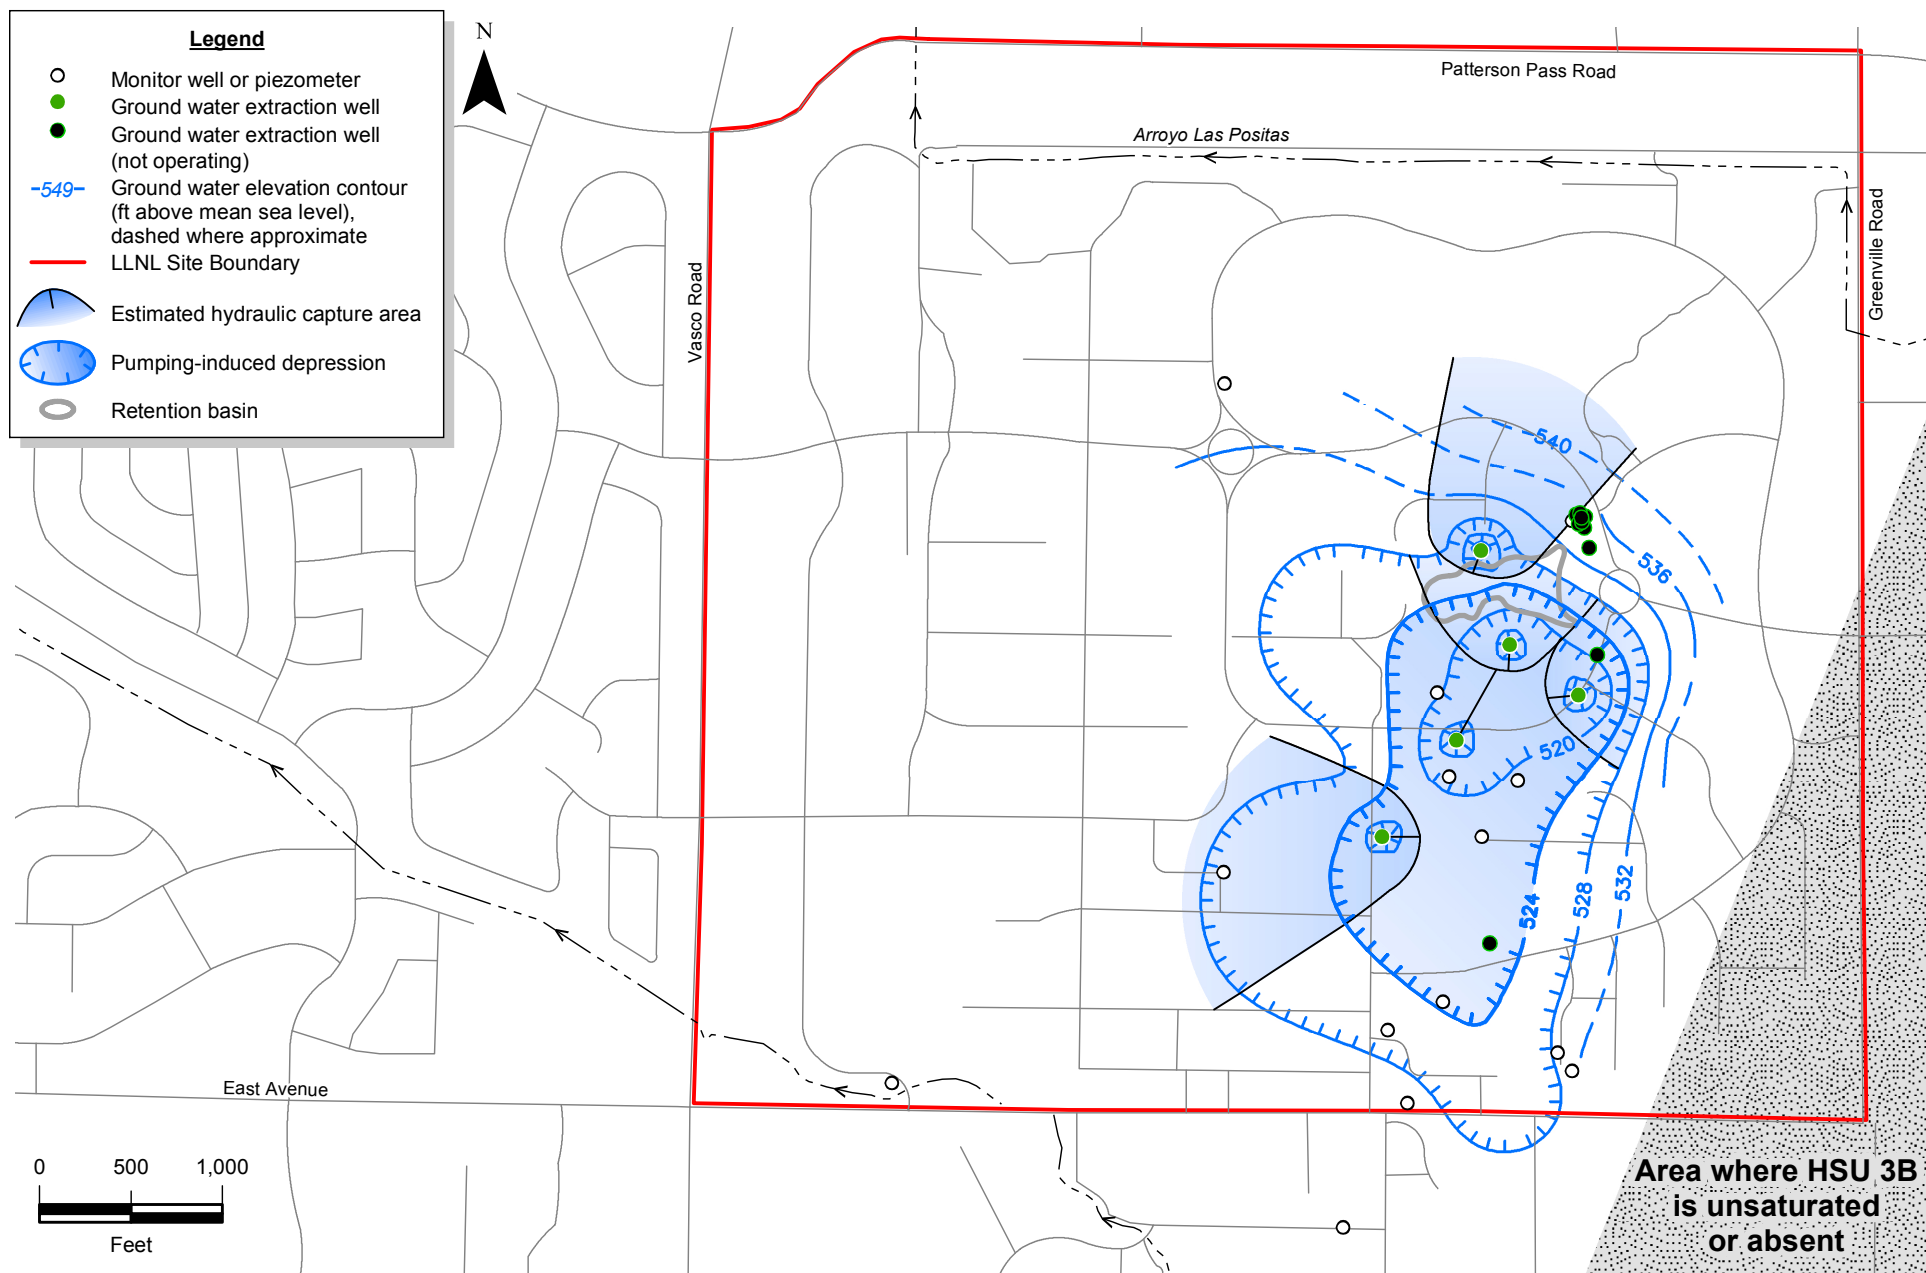 Legend
Monitor well or piezometer
Ground water extraction well
Ground water extraction well
(not operating)
-549-
Ground water elevation contour
(ft above mean sea level),
dashed where approximate
LLNL Site Boundary
Estimated hydraulic capture area
Pumping-induced depression
Retention basin
N
Patterson Pass Road
Arroyo Las Positas
Greenville Road
Vasco Road
540
536
520
532
528
524
East Avenue
0 500 1,000
Feet
Area where HSU 3B
is unsaturated
or absent